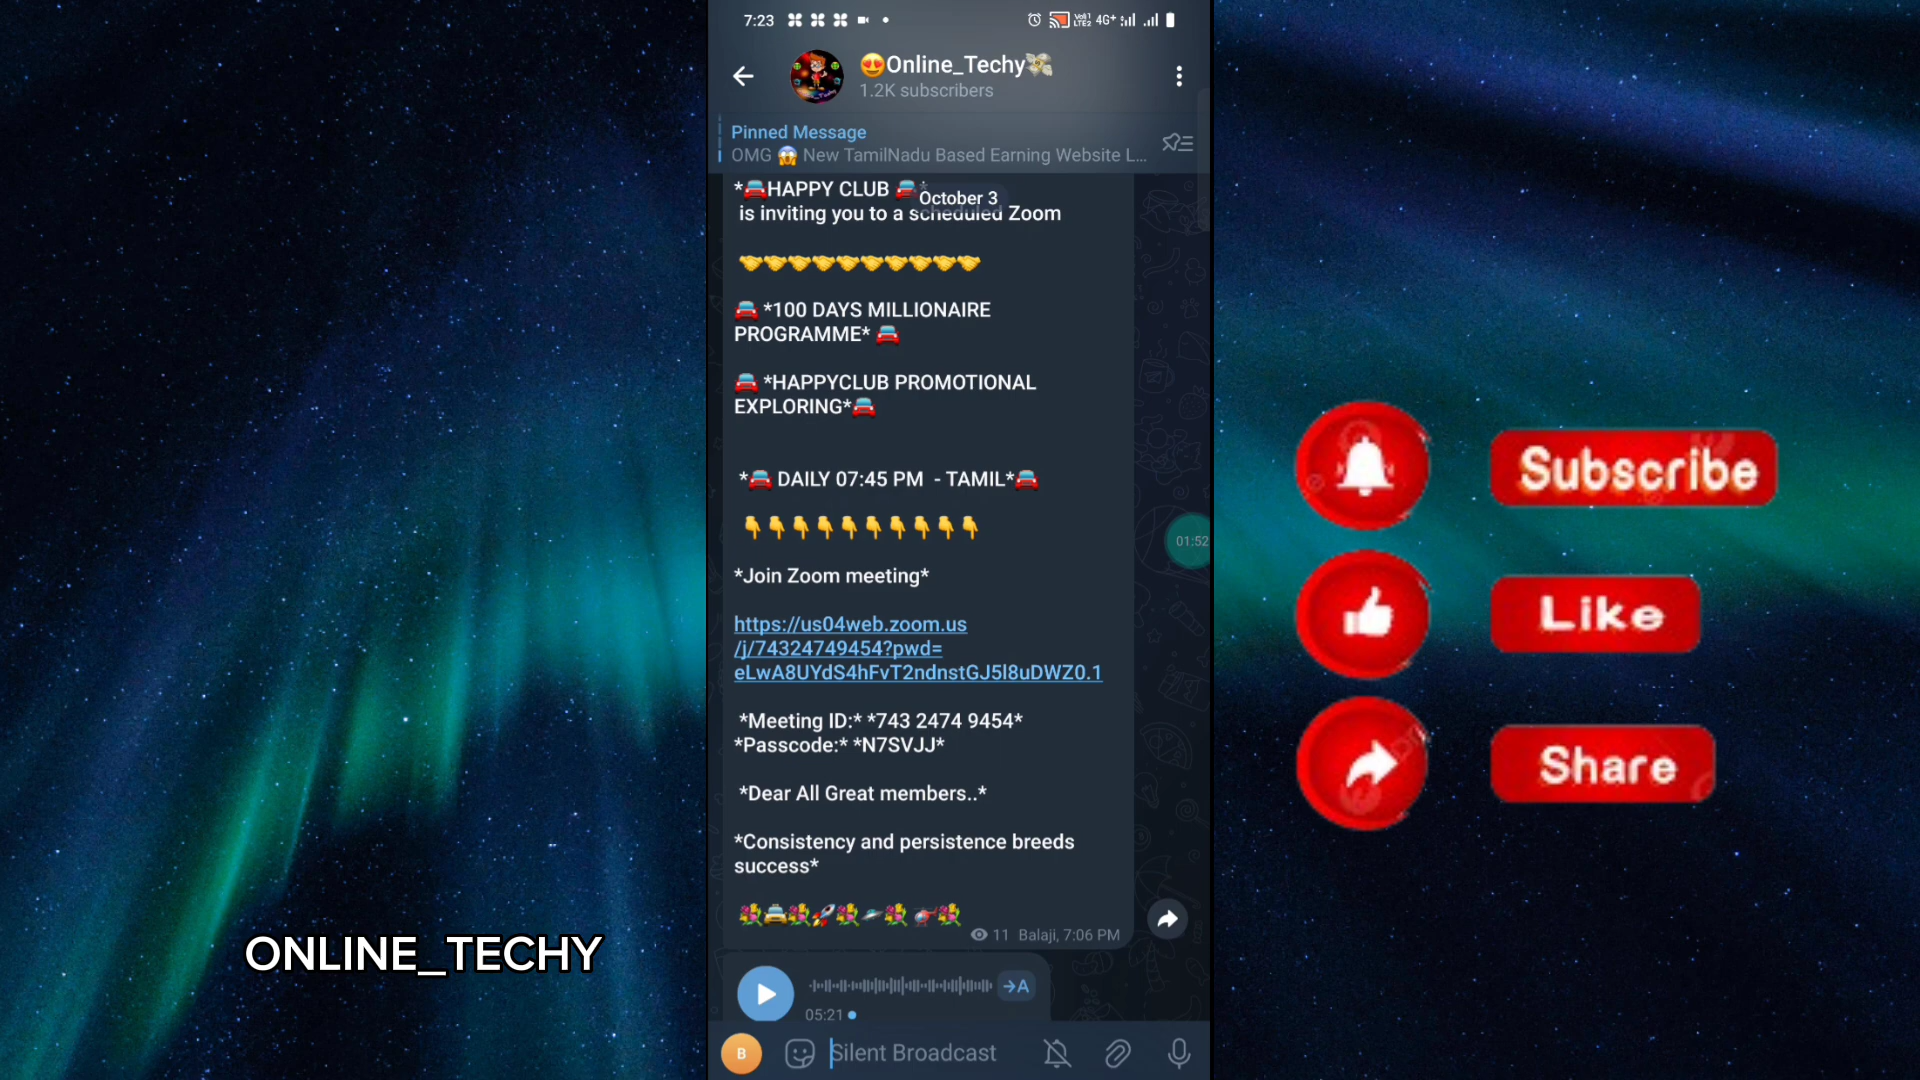 7:23
4G+
😍Online_Techy💸
1.2K subscribers
Pinned Message
OMG 😱 New TamilNadu Based Earning Website L...
*🚘HAPPY CLUB 🚘*
October 3
is inviting you to a scheduled Zoom
🤝🤝🤝🤝🤝🤝🤝🤝🤝🤝
🚘 *100 DAYS MILLIONAIRE
PROGRAMME* 🚘
🚘 *HAPPYCLUB PROMOTIONAL
EXPLORING*🚘
*🚘 DAILY 07:45 PM  - TAMIL*🚘
👇👇👇👇👇👇👇👇👇👇
*Join Zoom meeting*
https://us04web.zoom.us
/j/74324749454?pwd=
eLwA8UYdS4hFvT2ndnstGJ5l8uDWZ0.1
*Meeting ID:* *743 2474 9454*
*Passcode:* *N7SVJJ*
*Dear All Great members..*
*Consistency and persistence breeds
success*
💐🚖💐🚀💐🛸💐🚁💐
11 Balaji, 7:06 PM
→A
05:21
B
Silent Broadcast
01:52
ONLINE_TECHY
Subscribe
Like
Share